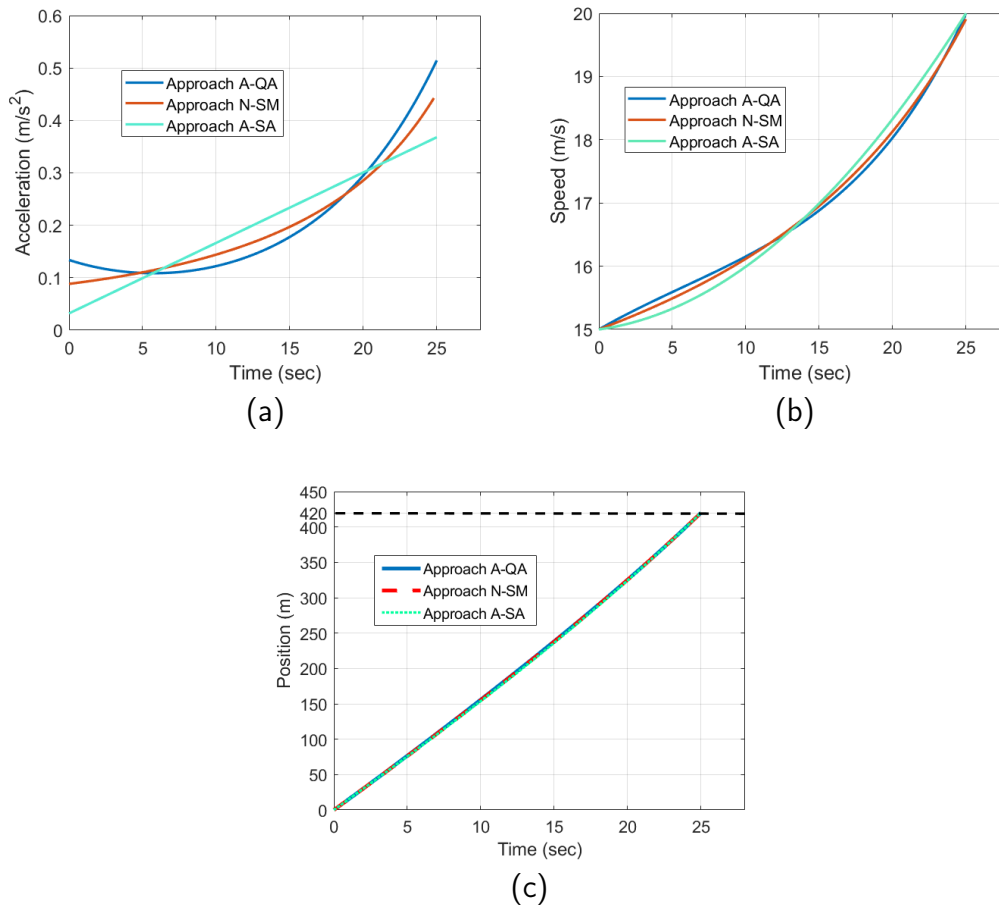 0.6
0.5
0.4
0.3
0.2
0.1
0
Acceleration (m/s²)
Approach A-QA
Approach N-SM
Approach A-SA
0 5 10 15 20 25
Time (sec)
(a)
20
19
18
17
16
15
Speed (m/s)
Approach A-QA
Approach N-SM
Approach A-SA
0 5 10 15 20 25
Time (sec)
(b)
450
420
400
350
300
250
200
150
100
50
0
Position (m)
Approach A-QA
Approach N-SM
Approach A-SA
0 5 10 15 20 25
Time (sec)
(c)